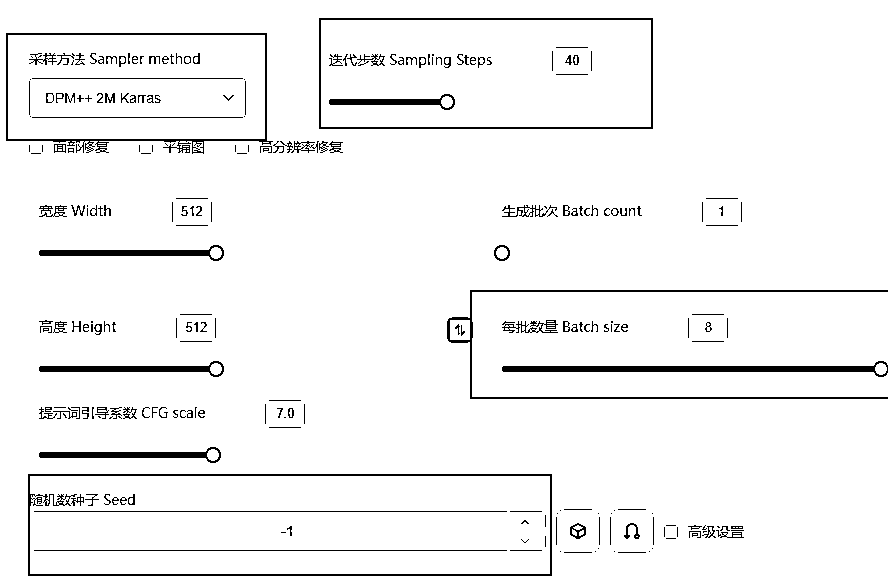 采样方法 Sampler method
迭代步数 Sampling Steps
40
DPM++ 2M Karras
面部修复
平铺图
高分辨率修复
宽度 Width
512
生成批次 Batch count
1
高度 Height
512
每批数量 Batch size
8
提示词引导系数 CFG scale
7.0
随机数种子 Seed
-1
高级设置